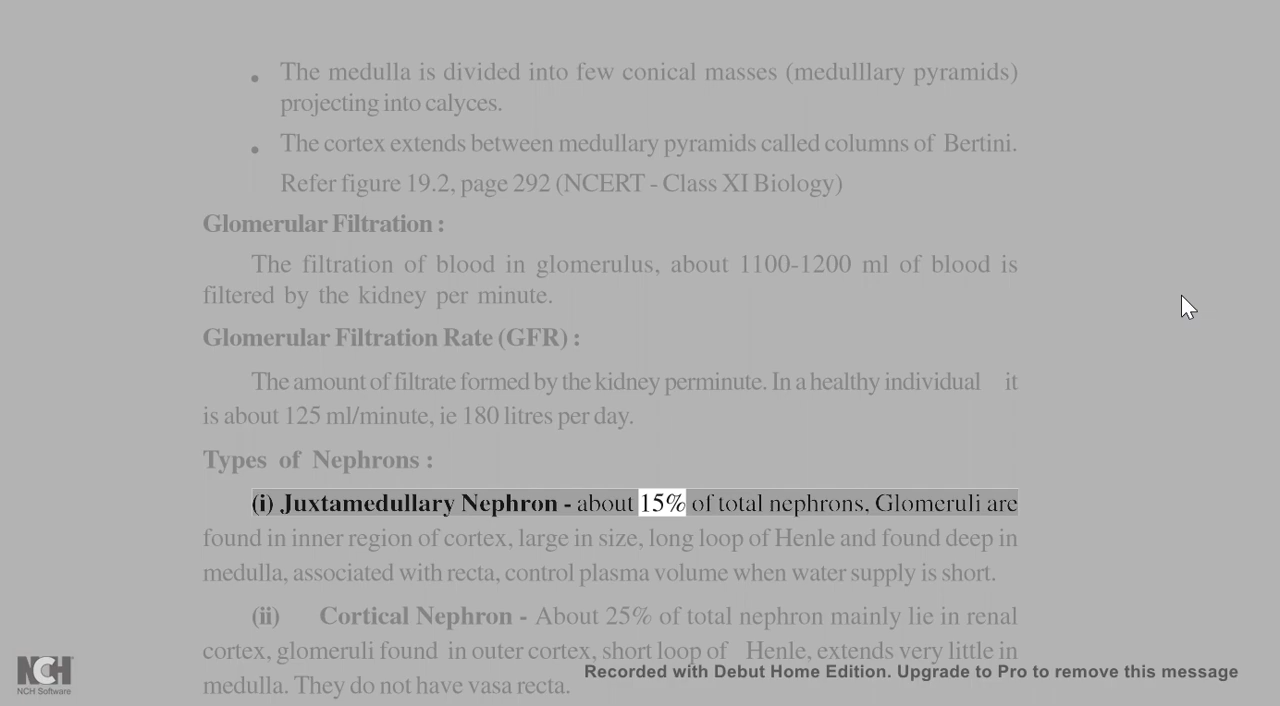 • The medulla is divided into few conical masses (medulllary pyramids)
projecting into calyces.
• The cortex extends between medullary pyramids called columns of Bertini.
Refer figure 19.2, page 292 (NCERT - Class XI Biology)
Glomerular Filtration :
The filtration of blood in glomerulus, about 1100-1200 ml of blood is
filtered by the kidney per minute.
Glomerular Filtration Rate (GFR) :
The amount of filtrate formed by the kidney perminute. In a healthy individual it
is about 125 ml/minute, ie 180 litres per day.
Types of Nephrons :
(i) Juxtamedullary Nephron - about 15% of total nephrons, Glomeruli are
found in inner region of cortex, large in size, long loop of Henle and found deep in
medulla, associated with recta, control plasma volume when water supply is short.
(ii) Cortical Nephron - About 25% of total nephron mainly lie in renal
cortex, glomeruli found in outer cortex, short loop of Henle, extends very little in
medulla. They do not have vasa recta.
Recorded with Debut Home Edition. Upgrade to Pro to remove this message
NCH
NCH Software